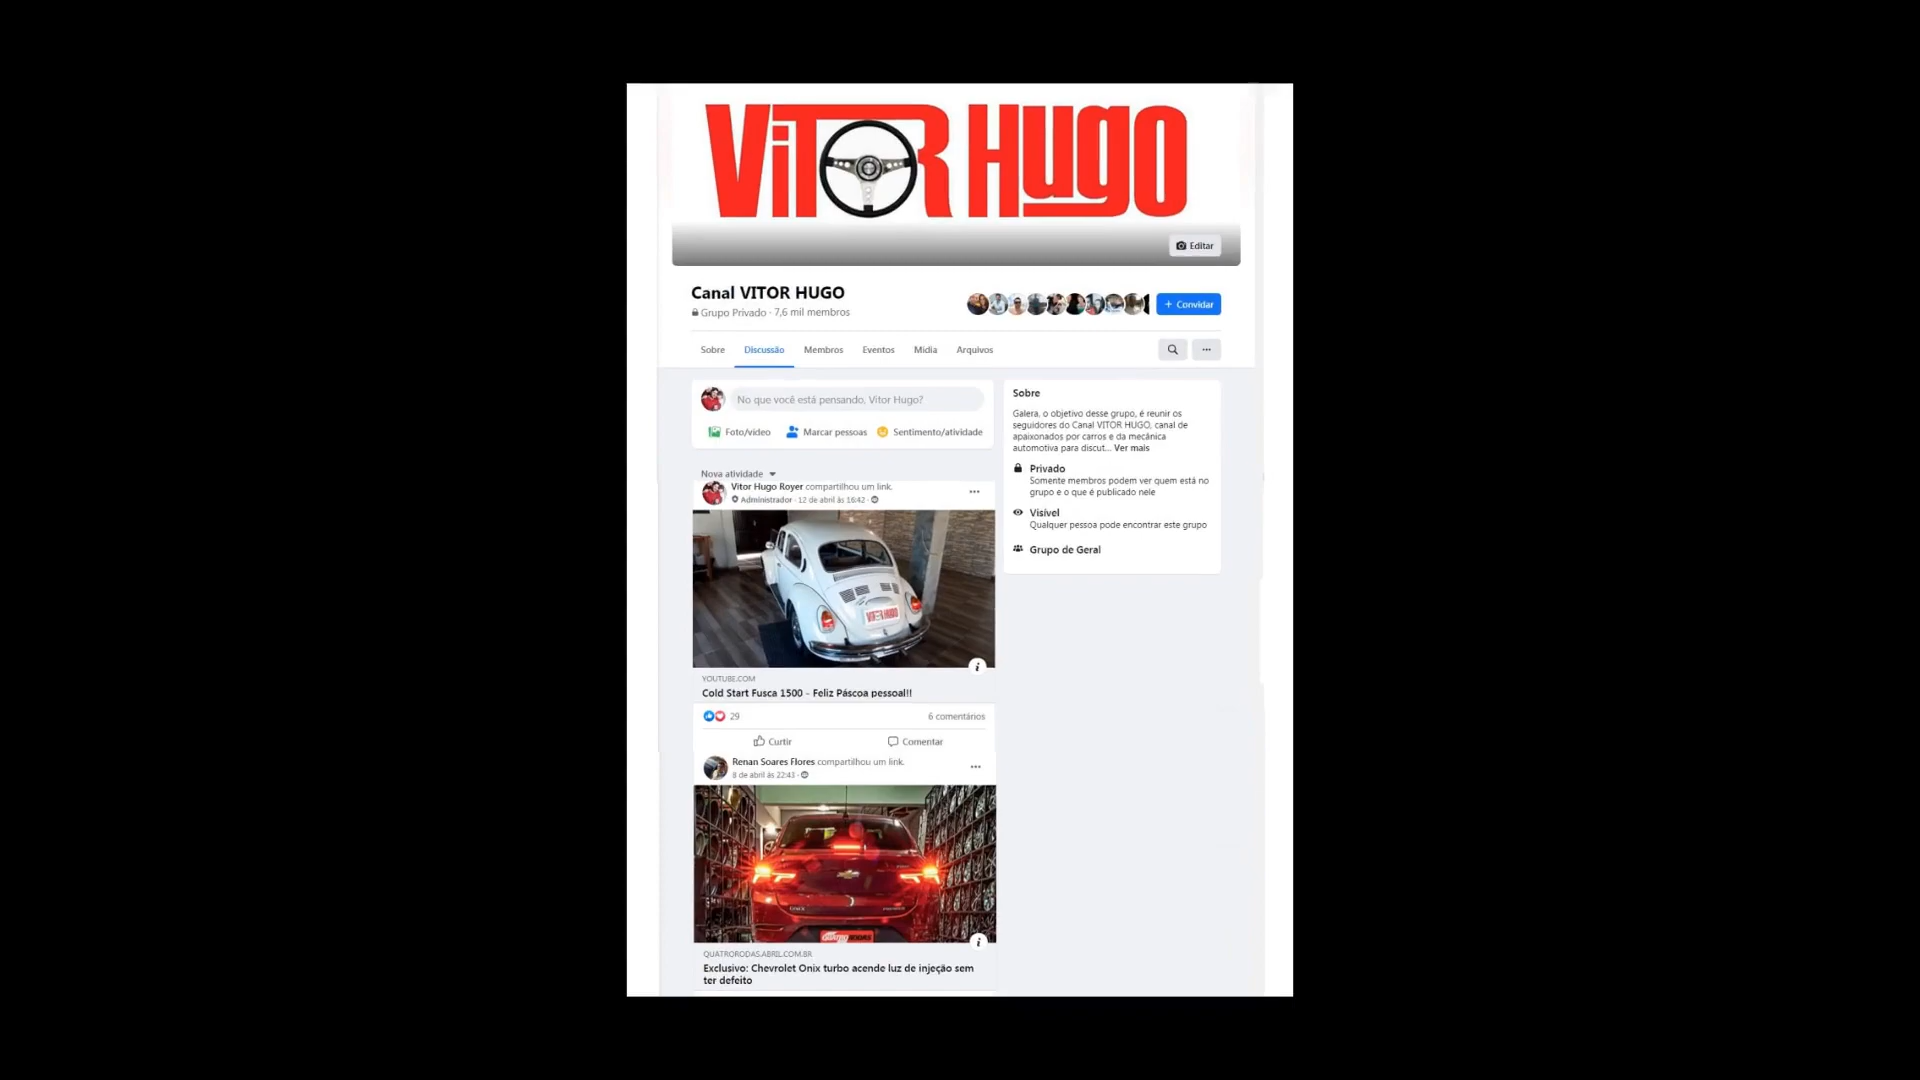 VITOR Hugo
Editar
Canal VITOR HUGO
Grupo Privado · 7,6 mil membros
+ Convidar
Sobre Discussão Membros Eventos Mídia Arquivos
No que você está pensando, Vitor Hugo?
Foto/vídeo Marcar pessoas Sentimento/atividade
Nova atividade
Vitor Hugo Royer compartilhou um link.
Administrador · 12 de abril às 16:42 ·
VITOR HUGO
YOUTUBE.COM
Cold Start Fusca 1500 - Feliz Páscoa pessoal!!
29
6 comentários
Curtir Comentar
Renan Soares Flores compartilhou um link.
8 de abril às 22:43 ·
ONIX
QUATRO RODAS
QUATRORODAS.ABRIL.COM.BR
Exclusivo: Chevrolet Onix turbo acende luz de injeção sem
ter defeito
Sobre
Galera, o objetivo desse grupo, é reunir os
seguidores do Canal VITOR HUGO, canal de
apaixonados por carros e da mecânica
automotiva para discut... Ver mais
Privado
Somente membros podem ver quem está no
grupo e o que é publicado nele
Visível
Qualquer pessoa pode encontrar este grupo
Grupo de Geral